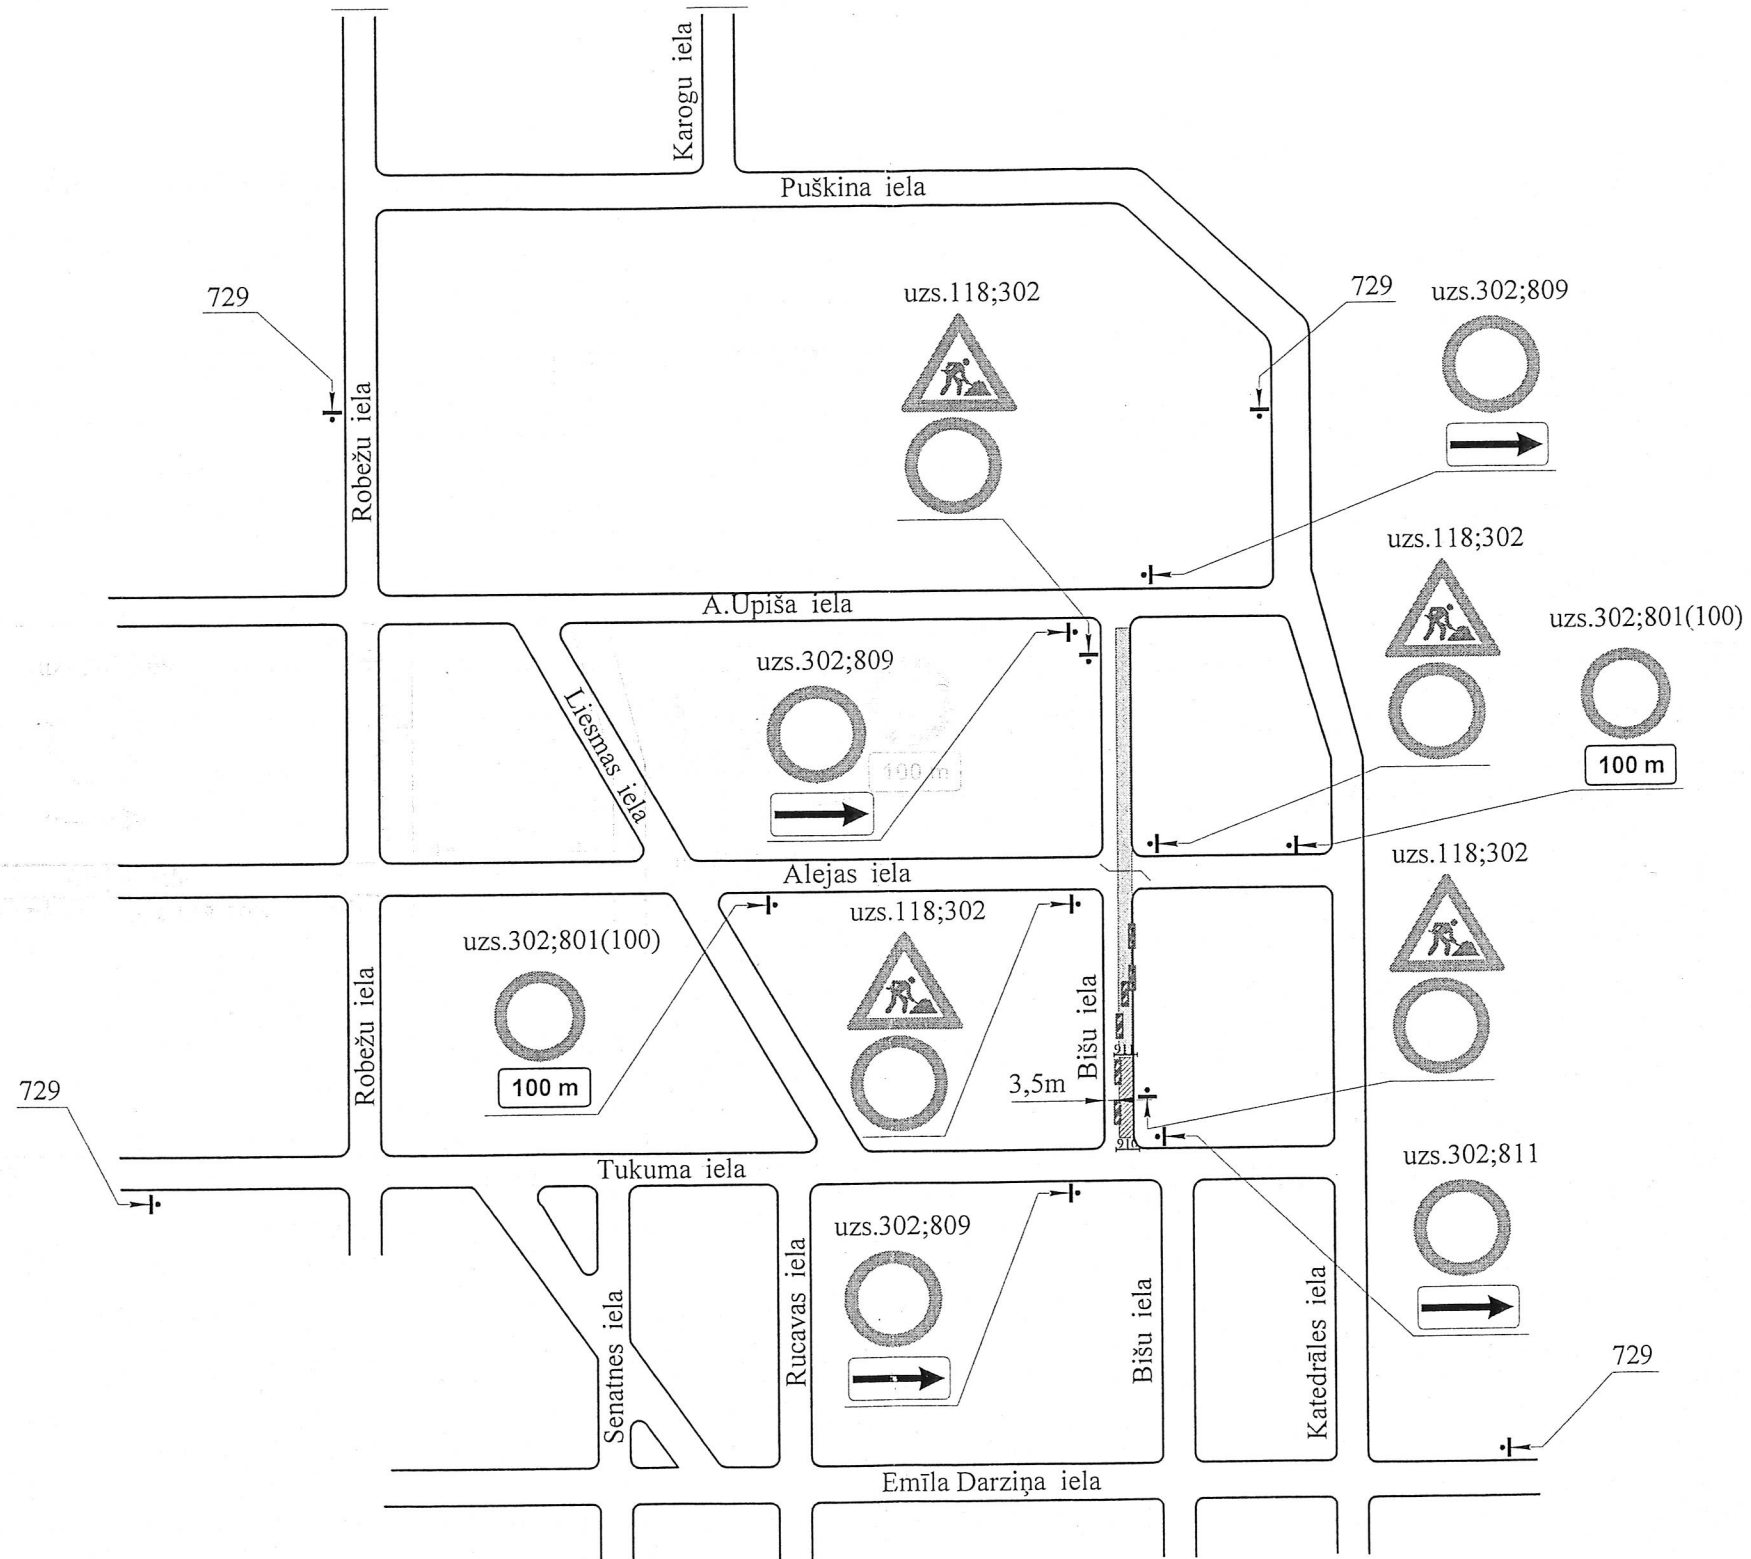 Karogu iela
Puškina iela
729
uzs.118;302
729
uzs.302;809
Robežu iela
uzs.118;302
A.Upīša iela
uzs.302;801(100)
uzs.302;809
Liesmas iela
100 m
100 m
uzs.118;302
Alejas iela
uzs.118;302
uzs.302;801(100)
Robežu iela
Bišu iela
911
100 m
3,5m
729
910
Tukuma iela
uzs.302;811
uzs.302;809
Senatnes iela
Rucavas iela
Bišu iela
Katedrāles iela
729
Emīla Darziņa iela